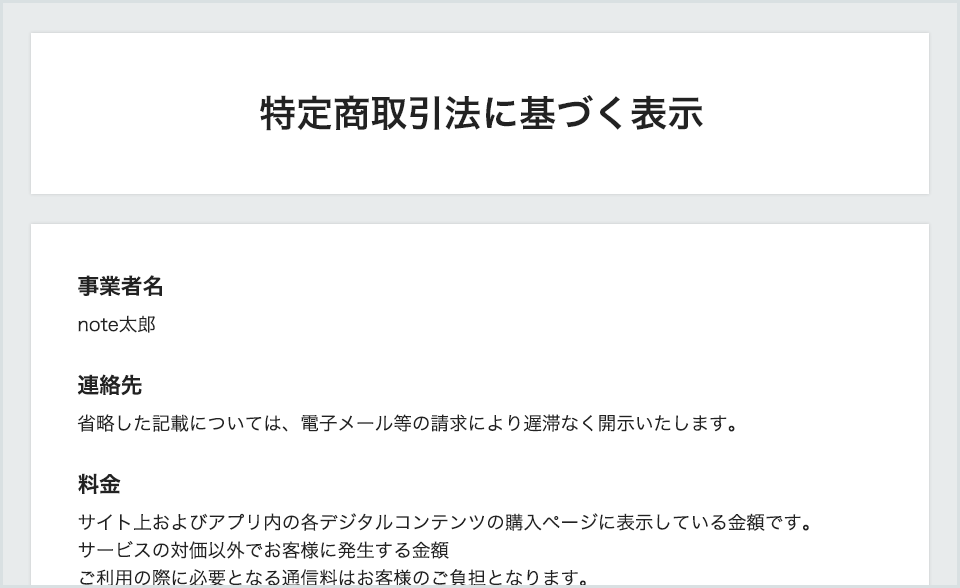 特定商取引法に基づく表示
事業者名
note太郎
連絡先
省略した記載については、電子メール等の請求により遅滞なく開示いたします。
料金
サイト上およびアプリ内の各デジタルコンテンツの購入ページに表示している金額です。
サービスの対価以外でお客様に発生する金額
ご利用の際に必要となる通信料はお客様のご負担となります。